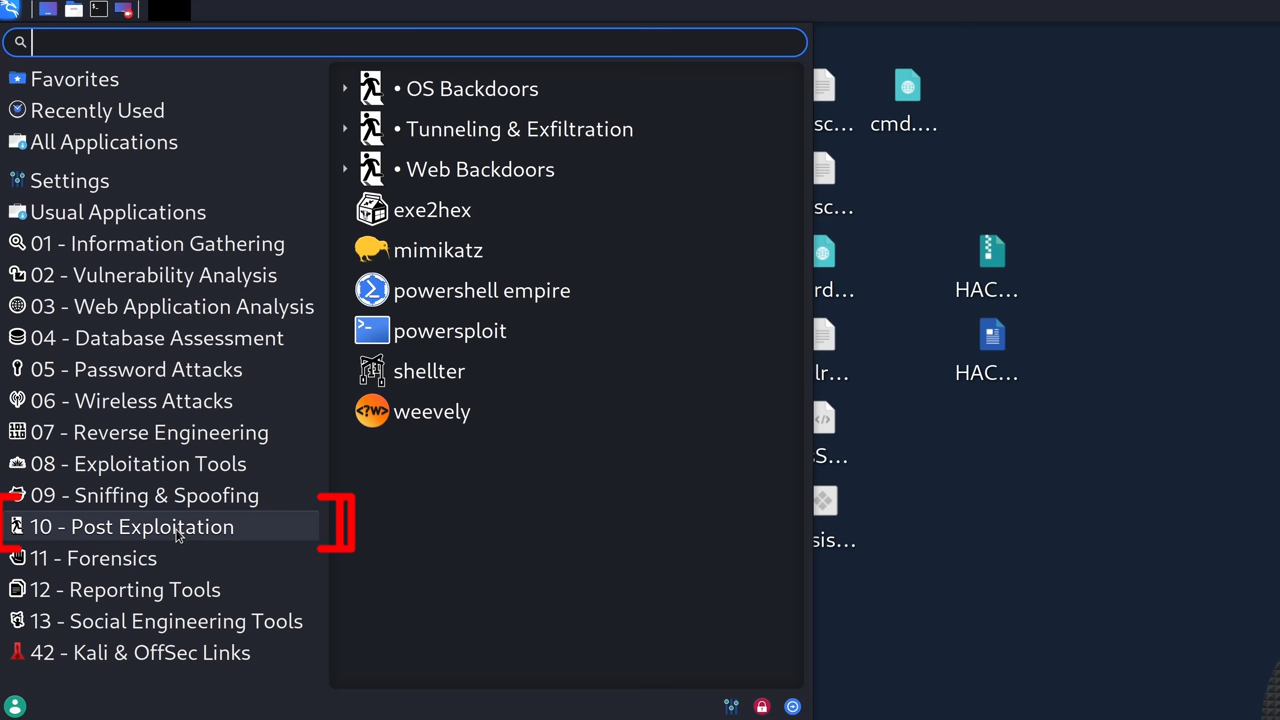 Favorites
Recently Used
All Applications
Settings
Usual Applications
01 - Information Gathering
02 - Vulnerability Analysis
03 - Web Application Analysis
04 - Database Assessment
05 - Password Attacks
06 - Wireless Attacks
07 - Reverse Engineering
08 - Exploitation Tools
09 - Sniffing & Spoofing
10 - Post Exploitation
11 - Forensics
12 - Reporting Tools
13 - Social Engineering Tools
42 - Kali & OffSec Links
• OS Backdoors
• Tunneling & Exfiltration
• Web Backdoors
exe2hex
mimikatz
powershell empire
powersploit
shellter
<?w>
weevely
sc... cmd....
sc...
rd... HAC...
lr... HAC...
S...
sis...